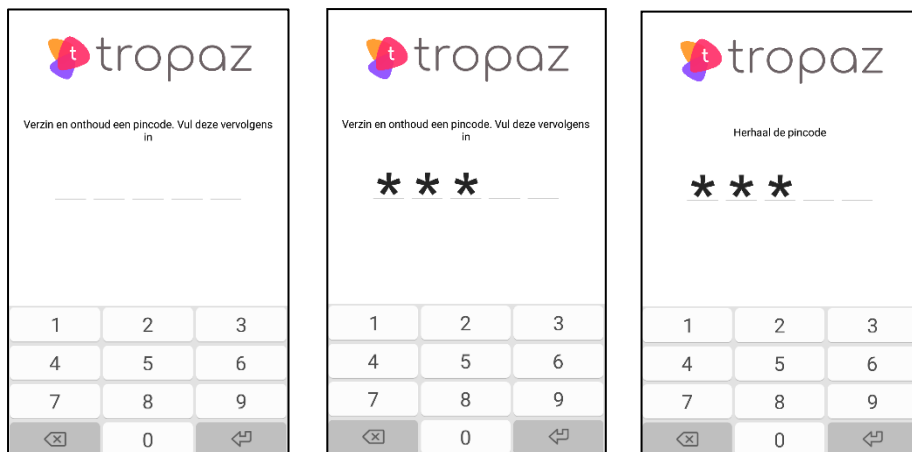 t tropaz
Verzin en onthoud een pincode. Vul deze vervolgens
in
1 2 3
4 5 6
7 8 9
0
t tropaz
Verzin en onthoud een pincode. Vul deze vervolgens
in
* * *
1 2 3
4 5 6
7 8 9
0
t tropaz
Herhaal de pincode
* * *
1 2 3
4 5 6
7 8 9
0